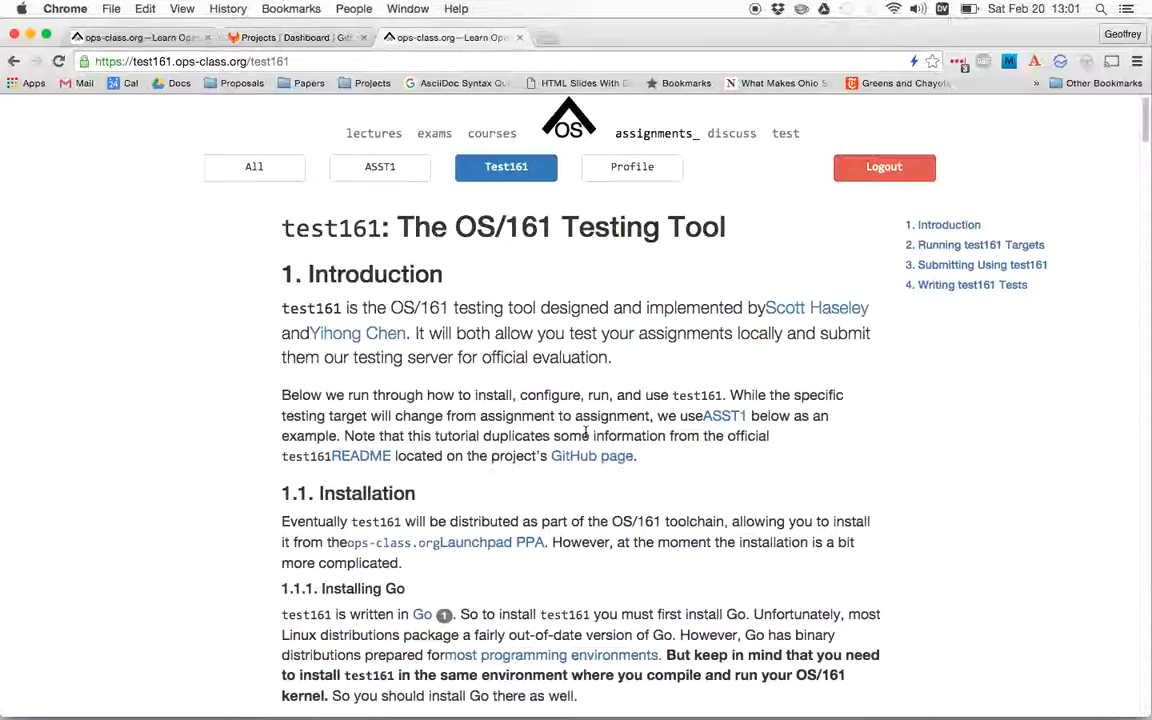 Chrome File Edit View History Bookmarks People Window Help Sat Feb 20 13:01
ops-class.org—Learn Op Projects | Dashboard | Git ops-class.org—Learn Op Geoffrey
https://test161.ops-class.org/test161
Apps Mail 24 Cal Docs Proposals AsciiDoc Syntax Qu HTML Slides With D Papers Projects Bookmarks What Makes Ohio S Greens and Chayot » Other Bookmarks
OS
lectures exams courses assignments_ discuss test
All ASST1 Test161 Profile Logout
test161: The OS/161 Testing Tool
1. Introduction
2. Running test161 Targets
3. Submitting Using test161
4. Writing test161 Tests
1. Introduction
test161 is the OS/161 testing tool designed and implemented byScott Haseley
andYihong Chen. It will both allow you test your assignments locally and submit
them our testing server for official evaluation.
Below we run through how to install, configure, run, and use test161. While the specific
testing target will change from assignment to assignment, we useASST1 below as an
example. Note that this tutorial duplicates some information from the official
test161README located on the project's GitHub page.
1.1. Installation
Eventually test161 will be distributed as part of the OS/161 toolchain, allowing you to install
it from theops-class.orgLaunchpad PPA. However, at the moment the installation is a bit
more complicated.
1.1.1. Installing Go
test161 is written in Go 1. So to install test161 you must first install Go. Unfortunately, most
Linux distributions package a fairly out-of-date version of Go. However, Go has binary
distributions prepared formost programming environments. But keep in mind that you need
to install test161 in the same environment where you compile and run your OS/161
kernel. So you should install Go there as well.